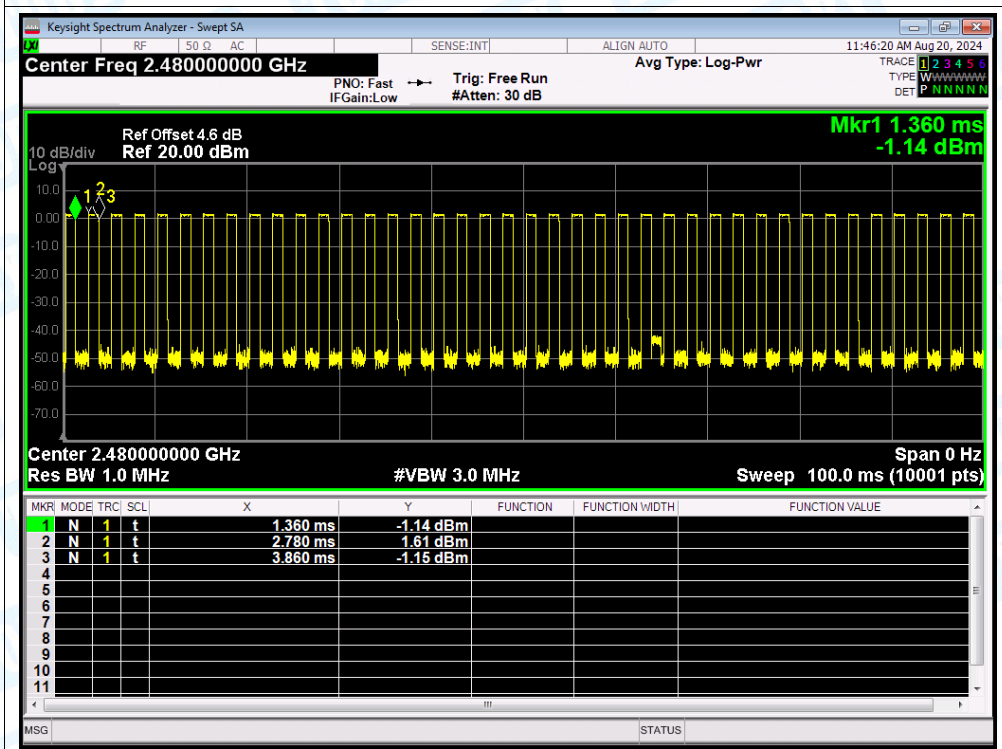 Keysight Spectrum Analyzer - Swept SA
LXI RF 50 Ω AC SENSE:INT ALIGN AUTO 11:46:20 AM Aug 20, 2024
Center Freq 2.480000000 GHz
PNO: Fast
IFGain:Low
Trig: Free Run
#Atten: 30 dB
Avg Type: Log-Pwr
TRACE 1 2 3 4 5 6
TYPE WWWWWW
DET P N N N N N
Ref Offset 4.6 dB
10 dB/div Ref 20.00 dBm
Log
Mkr1 1.360 ms
-1.14 dBm
10.0
0.00
-10.0
-20.0
-30.0
-40.0
-50.0
-60.0
-70.0
1 2 3
Center 2.480000000 GHz Span 0 Hz
Res BW 1.0 MHz #VBW 3.0 MHz Sweep 100.0 ms (10001 pts)
MKR MODE TRC SCL X Y FUNCTION FUNCTION WIDTH FUNCTION VALUE
1 N 1 t 1.360 ms -1.14 dBm
2 N 1 t 2.780 ms 1.61 dBm
3 N 1 t 3.860 ms -1.15 dBm
4
5
6
7
8
9
10
11
MSG STATUS